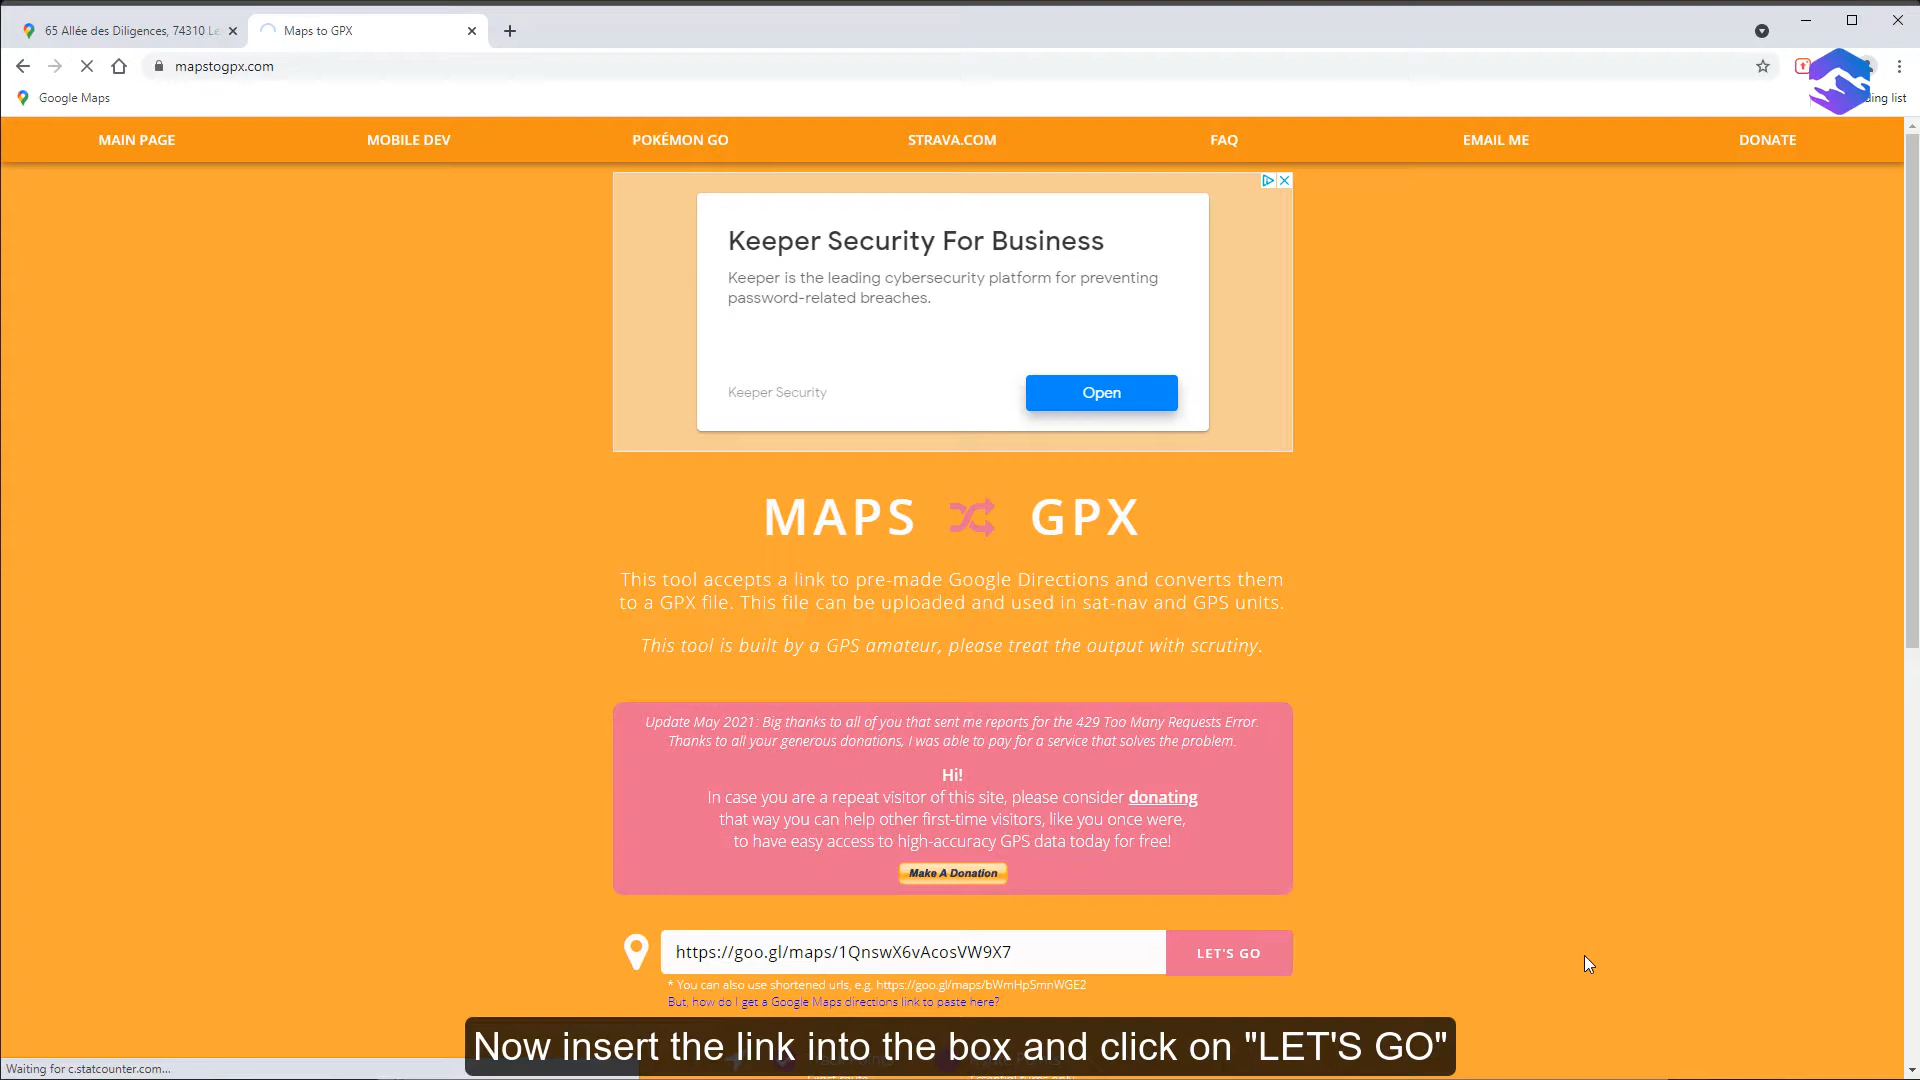 65 Allée des Diligences, 74310 Le
Maps to GPX
mapstogpx.com
Google Maps
ding list
MAIN PAGE
MOBILE DEV
POKÉMON GO
STRAVA.COM
FAQ
EMAIL ME
DONATE
Keeper Security For Business
Keeper is the leading cybersecurity platform for preventing
password-related breaches.
Keeper Security
Open
MAPS GPX
This tool accepts a link to pre-made Google Directions and converts them
to a GPX file. This file can be uploaded and used in sat-nav and GPS units.
This tool is built by a GPS amateur, please treat the output with scrutiny.
Update May 2021: Big thanks to all of you that sent me reports for the 429 Too Many Requests Error.
Thanks to all your generous donations, I was able to pay for a service that solves the problem.
Hi!
In case you are a repeat visitor of this site, please consider donating
that way you can help other first-time visitors, like you once were,
to have easy access to high-accuracy GPS data today for free!
Make A Donation
https://goo.gl/maps/1QnswX6vAcosVW9X7
LET'S GO
* You can also use shortened urls, e.g. https://goo.gl/maps/bWmHpSmnWGE2
But, how do I get a Google Maps directions link to paste here?
Now insert the link into the box and click on "LET'S GO"
Waiting for c.statcounter.com...